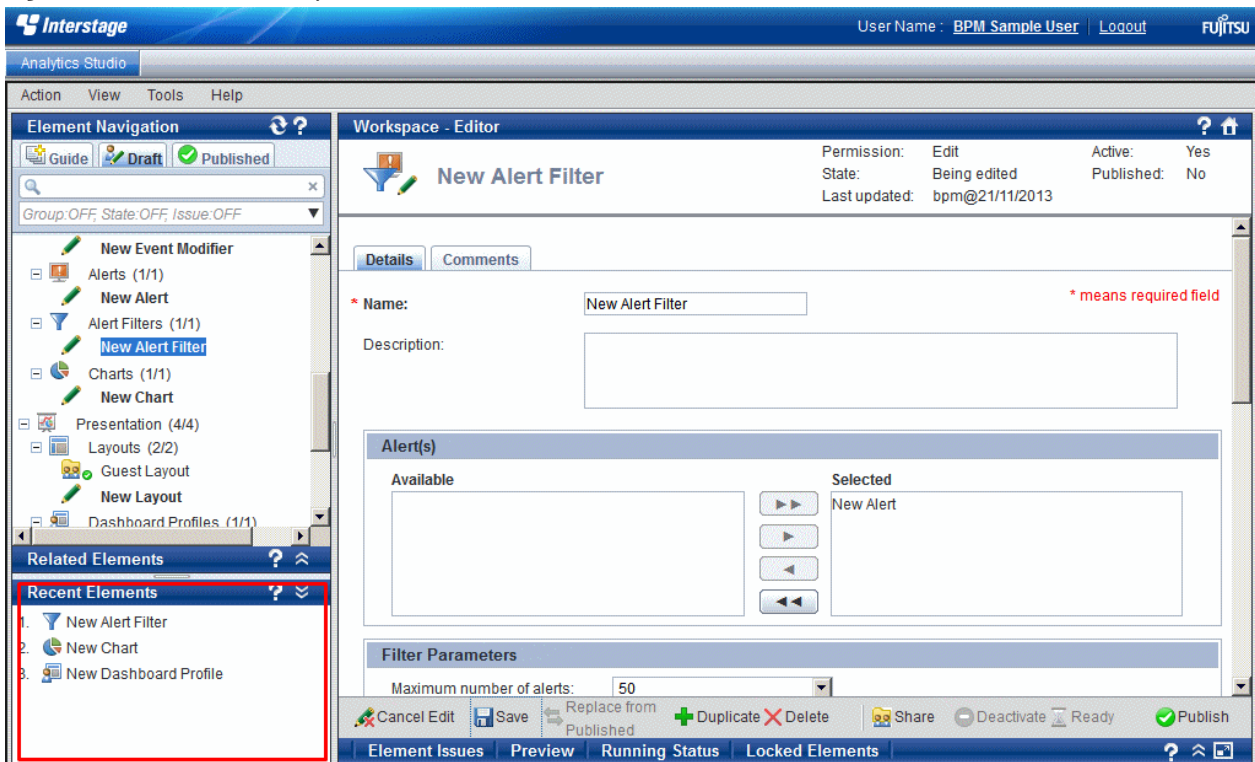 Interstage
User Name : BPM Sample User Logout FUJITSU
Analytics Studio
Action View Tools Help
Element Navigation ?
Guide Draft Published
Group:OFF, State:OFF, Issue:OFF
New Event Modifier
Alerts (1/1)
New Alert
Alert Filters (1/1)
New Alert Filter
Charts (1/1)
New Chart
Presentation (4/4)
Layouts (2/2)
Guest Layout
New Layout
Dashboard Profiles (1/1)
Related Elements ?
Recent Elements ?
1. New Alert Filter
2. New Chart
3. New Dashboard Profile
Workspace - Editor ?
New Alert Filter
Permission: Edit Active: Yes
State: Being edited Published: No
Last updated: bpm@21/11/2013
Details Comments
* means required field
* Name: New Alert Filter
Description:
Alert(s)
Available Selected
New Alert
Filter Parameters
Maximum number of alerts: 50
Cancel Edit Save Replace from Published Duplicate Delete Share Deactivate Ready Publish
Element Issues Preview Running Status Locked Elements ?